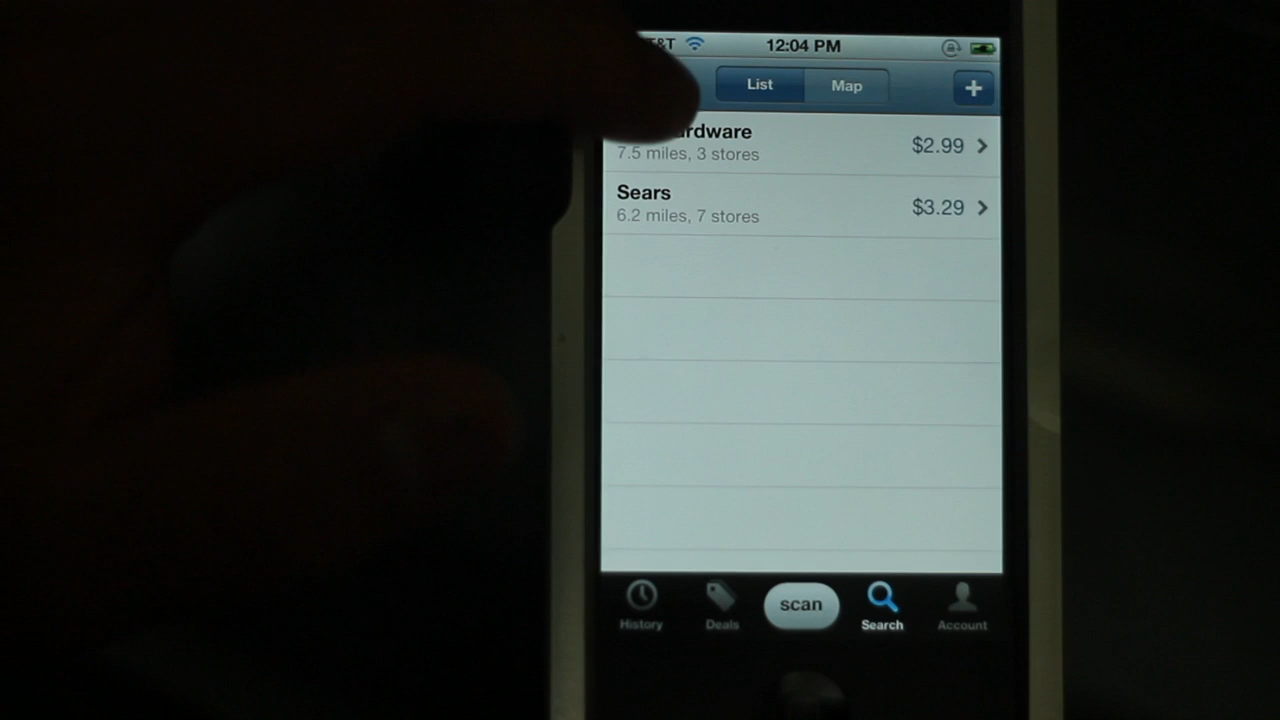 12:04 PM
List Map +
7.5 miles, 3 stores
$2.99
Sears
6.2 miles, 7 stores
$3.29
scan
History Deals Search Account